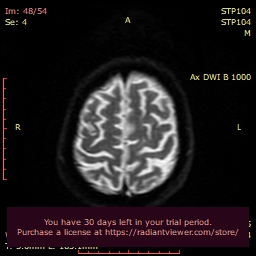 Im: 48/54
Se: 4
A
STP104
STP104
M
Ax DWI B 1000
R
L
You have 30 days left in your trial period.
Purchase a license at https://radiantviewer.com/store/